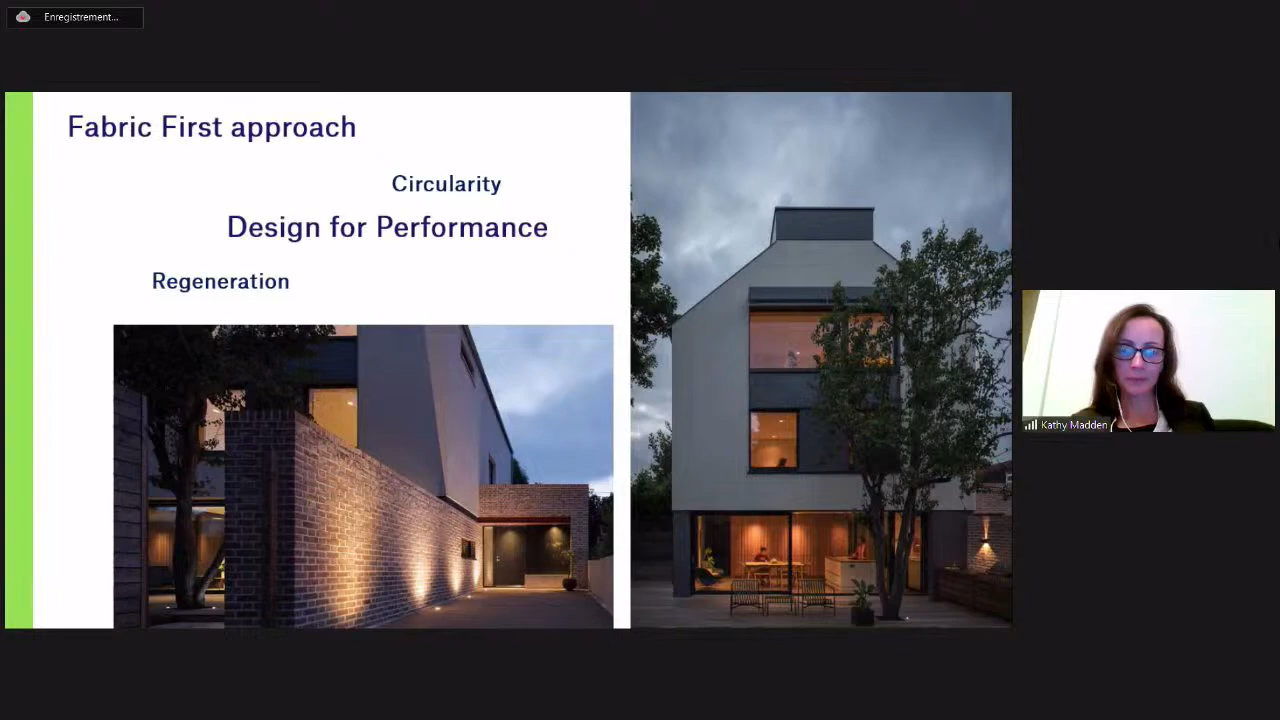 Enregistrement...
Fabric First approach
Circularity
Design for Performance
Regeneration
Kathy Madden